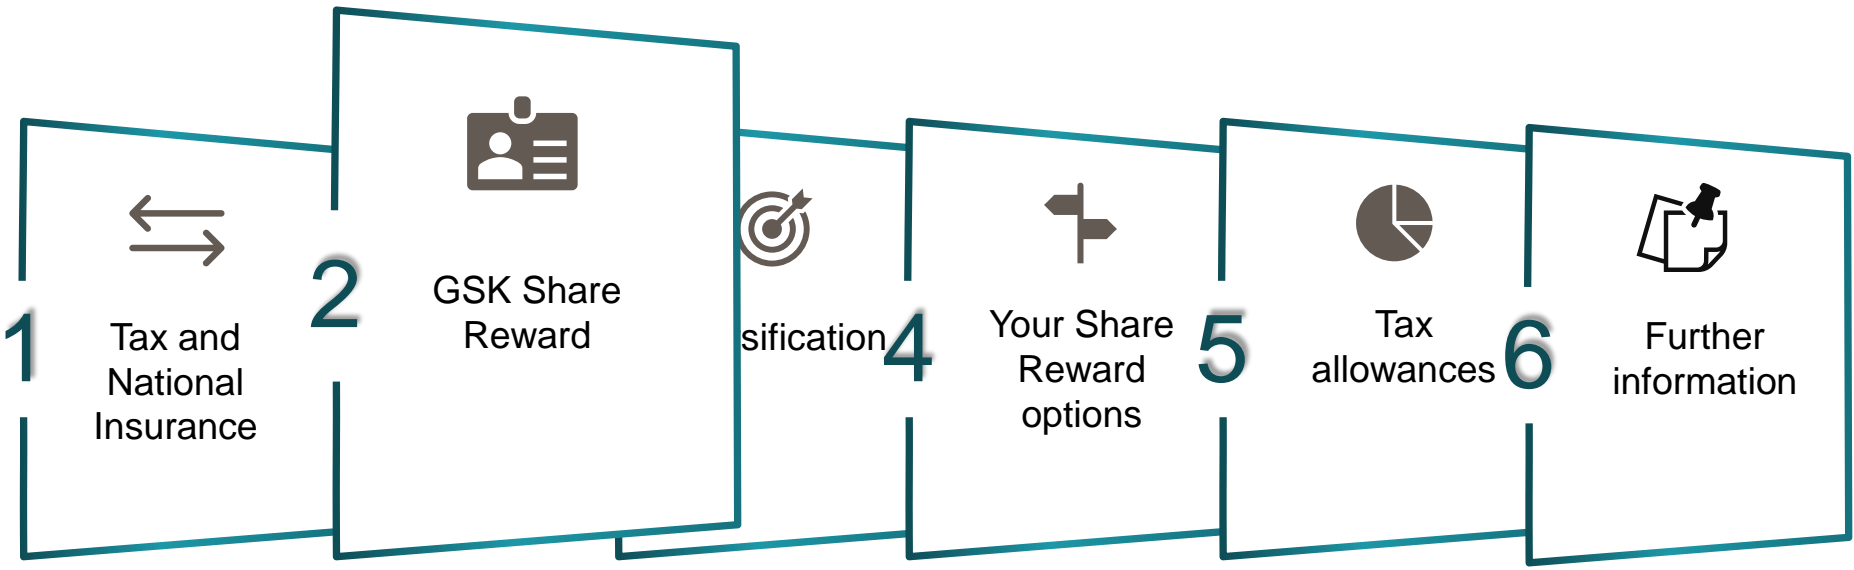 1
Tax and
National
Insurance
2
GSK Share
Reward
sification
4
Your Share
Reward
options
5
Tax
allowances
6
Further
information